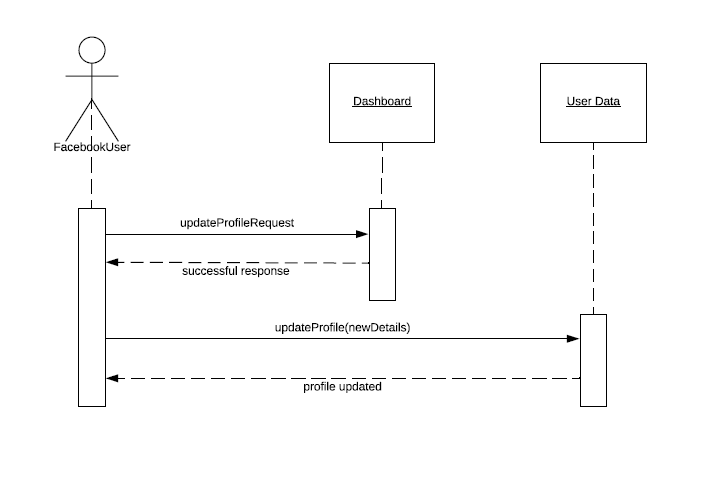 Dashboard
User Data
FacebookUser
updateProfileRequest
successful response
updateProfile(newDetails)
profile updated